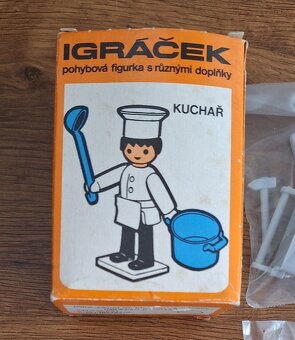 IGRÁČEK
pohybová figurka s různými doplňky
KUCHAŘ